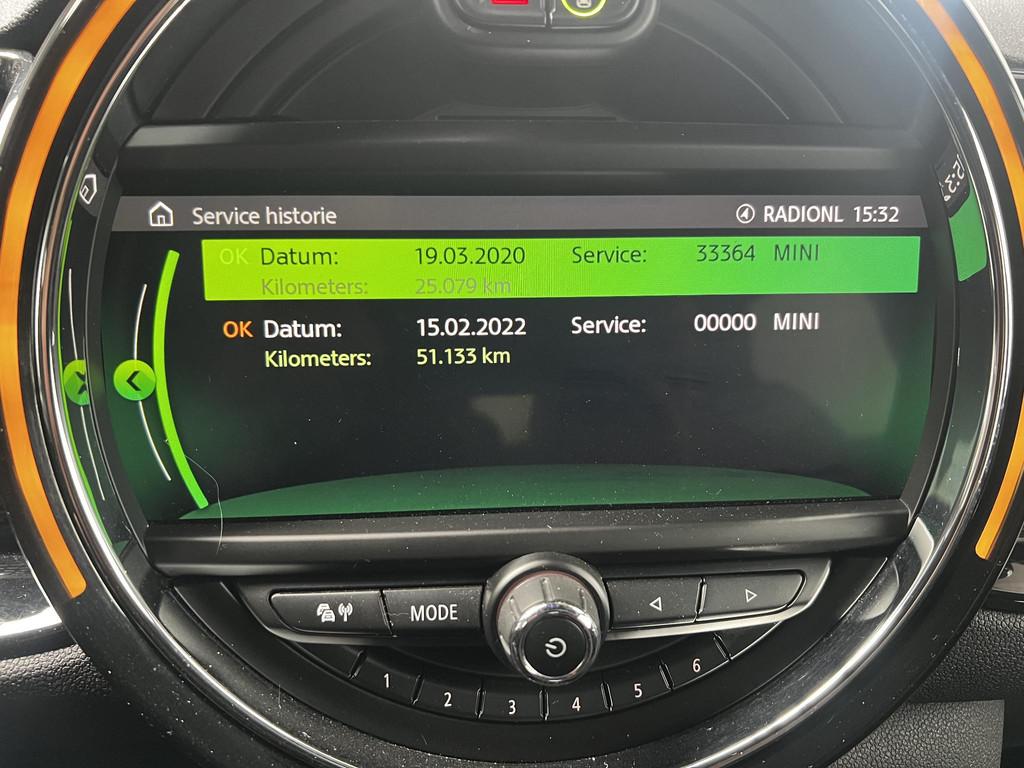 Service historie RADIONL 15:32
OK Datum: 19.03.2020 Service: 33364 MINI
Kilometers: 25.079 km
OK Datum: 15.02.2022 Service: 00000 MINI
Kilometers: 51.133 km
MODE
1 2 3 4 5 6